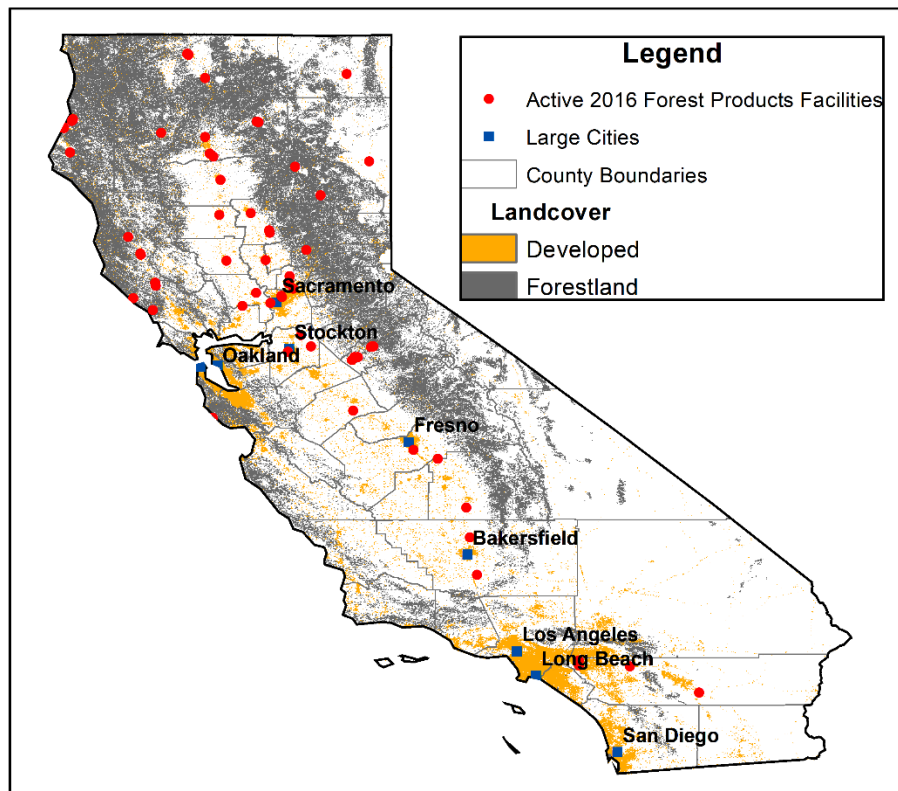 Legend
Active 2016 Forest Products Facilities
Large Cities
County Boundaries
Landcover
Developed
Forestland
Sacramento
Stockton
Oakland
Fresno
Bakersfield
Los Angeles
Long Beach
San Diego